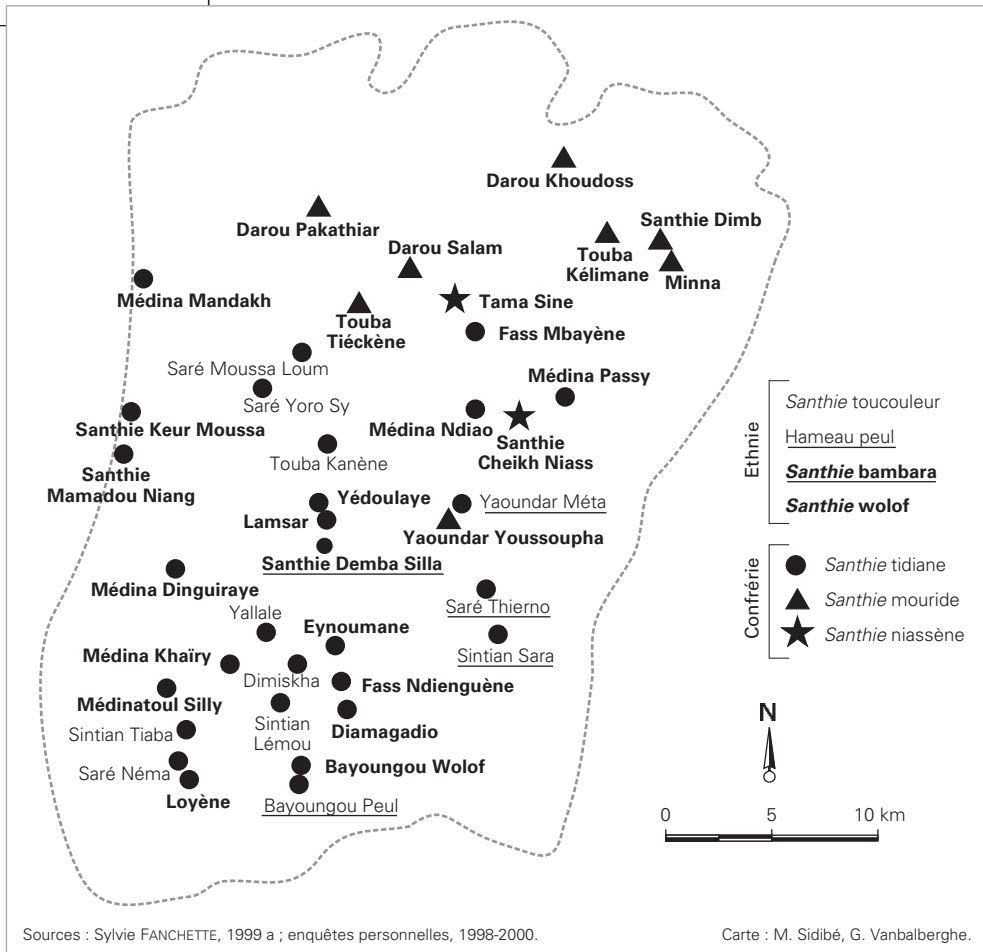 Darou Khoudoss
Darou Pakathiar
Santhie Dimb
Darou Salam
Touba
Kélimane
Minna
Médina Mandakh
Tama Sine
Touba
Tiéckène
Fass Mbayène
Saré Moussa Loum
Médina Passy
Saré Yoro Sy
Santhie Keur Moussa
Médina Ndiao
Santhie
Cheikh Niass
Touba Kanène
Santhie
Mamadou Niang
Yédoulaye
Yaoundar Méta
Lamsar
Yaoundar Youssoupha
Santhie Demba Silla
Médina Dinguiraye
Saré Thierno
Yallale
Eynoumane
Sintian Sara
Médina Khaïry
Dimiskha
Fass Ndienguène
Médinatoul Silly
Sintian
Lémou
Diamagadio
Sintian Tiaba
Bayoungou Wolof
Saré Néma
Loyène
Bayoungou Peul
Ethnie
Santhie toucouleur
Hameau peul
Santhie bambara
Santhie wolof
Confrérie
Santhie tidiane
Santhie mouride
Santhie niassène
N
0 5 10 km
Sources : Sylvie FANCHETTE, 1999 a ; enquêtes personnelles, 1998-2000.
Carte : M. Sidibé, G. Vanbalberghe.